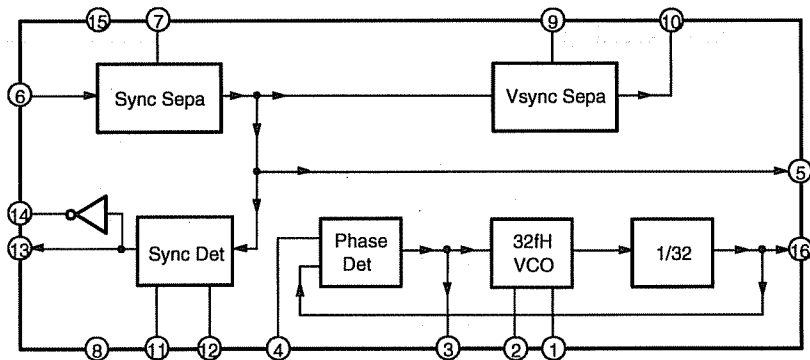 15 7 9 10
6 Sync Sepa Vsync Sepa
5
14
13 Sync Det Phase Det 32fH VCO 1/32 16
8 11 12 4 3 2 1